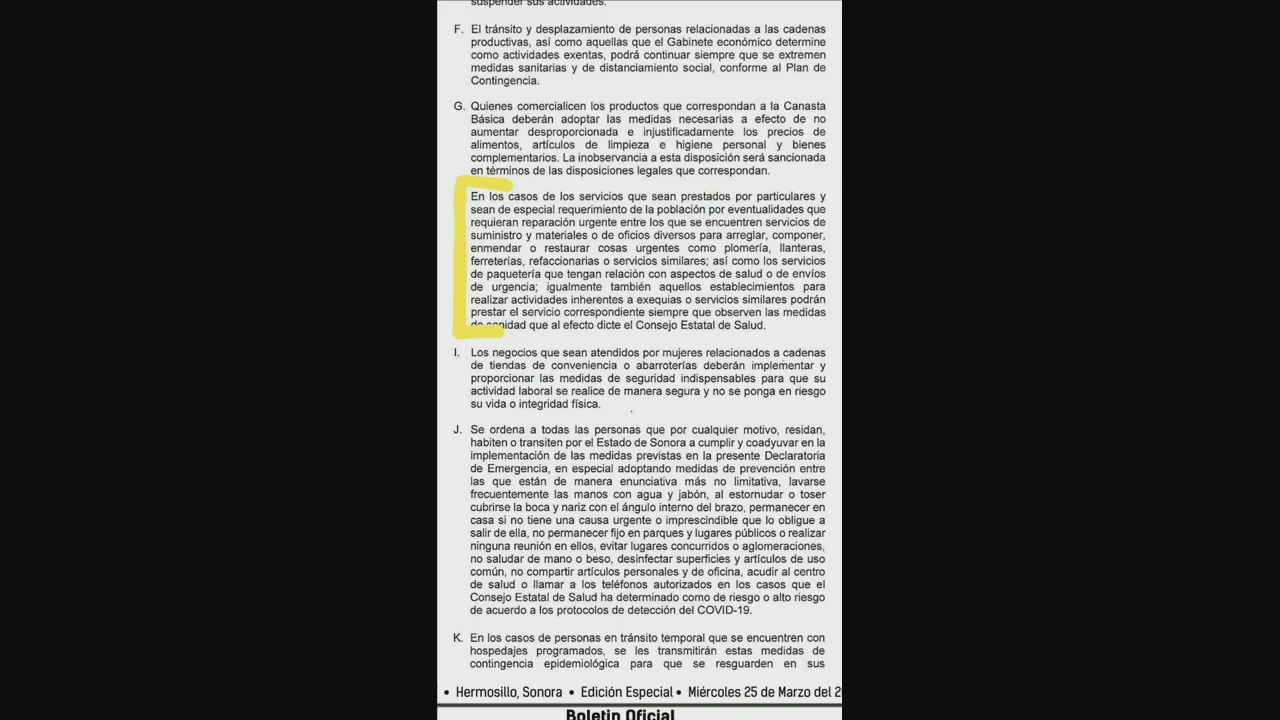 suspender sus actividades.
F. El tránsito y desplazamiento de personas relacionadas a las cadenas
productivas, así como aquellas que el Gabinete económico determine
como actividades exentas, podrá continuar siempre que se extremen
medidas sanitarias y de distanciamiento social, conforme al Plan de
Contingencia.
G. Quienes comercialicen los productos que correspondan a la Canasta
Básica deberán adoptar las medidas necesarias a efecto de no
aumentar desproporcionada e injustificadamente los precios de
alimentos, artículos de limpieza e higiene personal y bienes
complementarios. La inobservancia a esta disposición será sancionada
en términos de las disposiciones legales que correspondan.
En los casos de los servicios que sean prestados por particulares y
sean de especial requerimiento de la población por eventualidades que
requieran reparación urgente entre los que se encuentren servicios de
suministro y materiales o de oficios diversos para arreglar, componer,
enmendar o restaurar cosas urgentes como plomería, llanteras,
ferreterías, refaccionarias o servicios similares; así como los servicios
de paquetería que tengan relación con aspectos de salud o de envíos
de urgencia; igualmente también aquellos establecimientos para
realizar actividades inherentes a exequias o servicios similares podrán
prestar el servicio correspondiente siempre que observen las medidas
de sanidad que al efecto dicte el Consejo Estatal de Salud.
I. Los negocios que sean atendidos por mujeres relacionados a cadenas
de tiendas de conveniencia o abarroterías deberán implementar y
proporcionar las medidas de seguridad indispensables para que su
actividad laboral se realice de manera segura y no se ponga en riesgo
su vida o integridad física.
J. Se ordena a todas las personas que por cualquier motivo, residan,
habiten o transiten por el Estado de Sonora a cumplir y coadyuvar en la
implementación de las medidas previstas en la presente Declaratoria
de Emergencia, en especial adoptando medidas de prevención entre
las que están de manera enunciativa más no limitativa, lavarse
frecuentemente las manos con agua y jabón, al estornudar o toser
cubrirse la boca y nariz con el ángulo interno del brazo, permanecer en
casa si no tiene una causa urgente o imprescindible que lo obligue a
salir de ella, no permanecer fijo en parques y lugares públicos o realizar
ninguna reunión en ellos, evitar lugares concurridos o aglomeraciones,
no saludar de mano o beso, desinfectar superficies y artículos de uso
común, no compartir artículos personales y de oficina, acudir al centro
de salud o llamar a los teléfonos autorizados en los casos que el
Consejo Estatal de Salud ha determinado como de riesgo o alto riesgo
de acuerdo a los protocolos de detección del COVID-19.
K. En los casos de personas en tránsito temporal que se encuentren con
hospedajes programados, se les transmitirán estas medidas de
contingencia epidemiológica para que se resguarden en sus
• Hermosillo, Sonora • Edición Especial • Miércoles 25 de Marzo del 2
Boletin Oficial